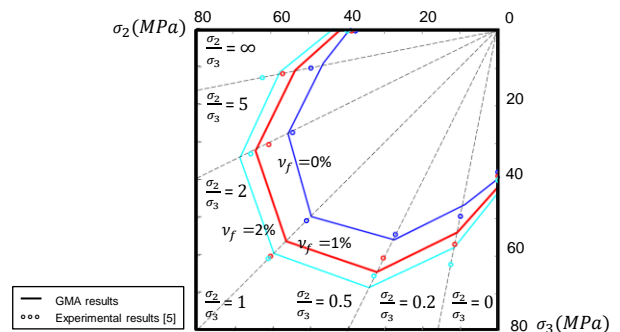 σ2(MPa) 80 60 40 20 0
σ2/σ3 = ∞
σ2/σ3 = 5
20
νf =0%
40
σ2/σ3 = 2
νf =2% νf =1%
60
σ2/σ3 = 1 σ2/σ3 = 0.5 σ2/σ3 = 0.2 σ2/σ3 = 0
80 σ3(MPa)
GMA results
Experimental results [5]